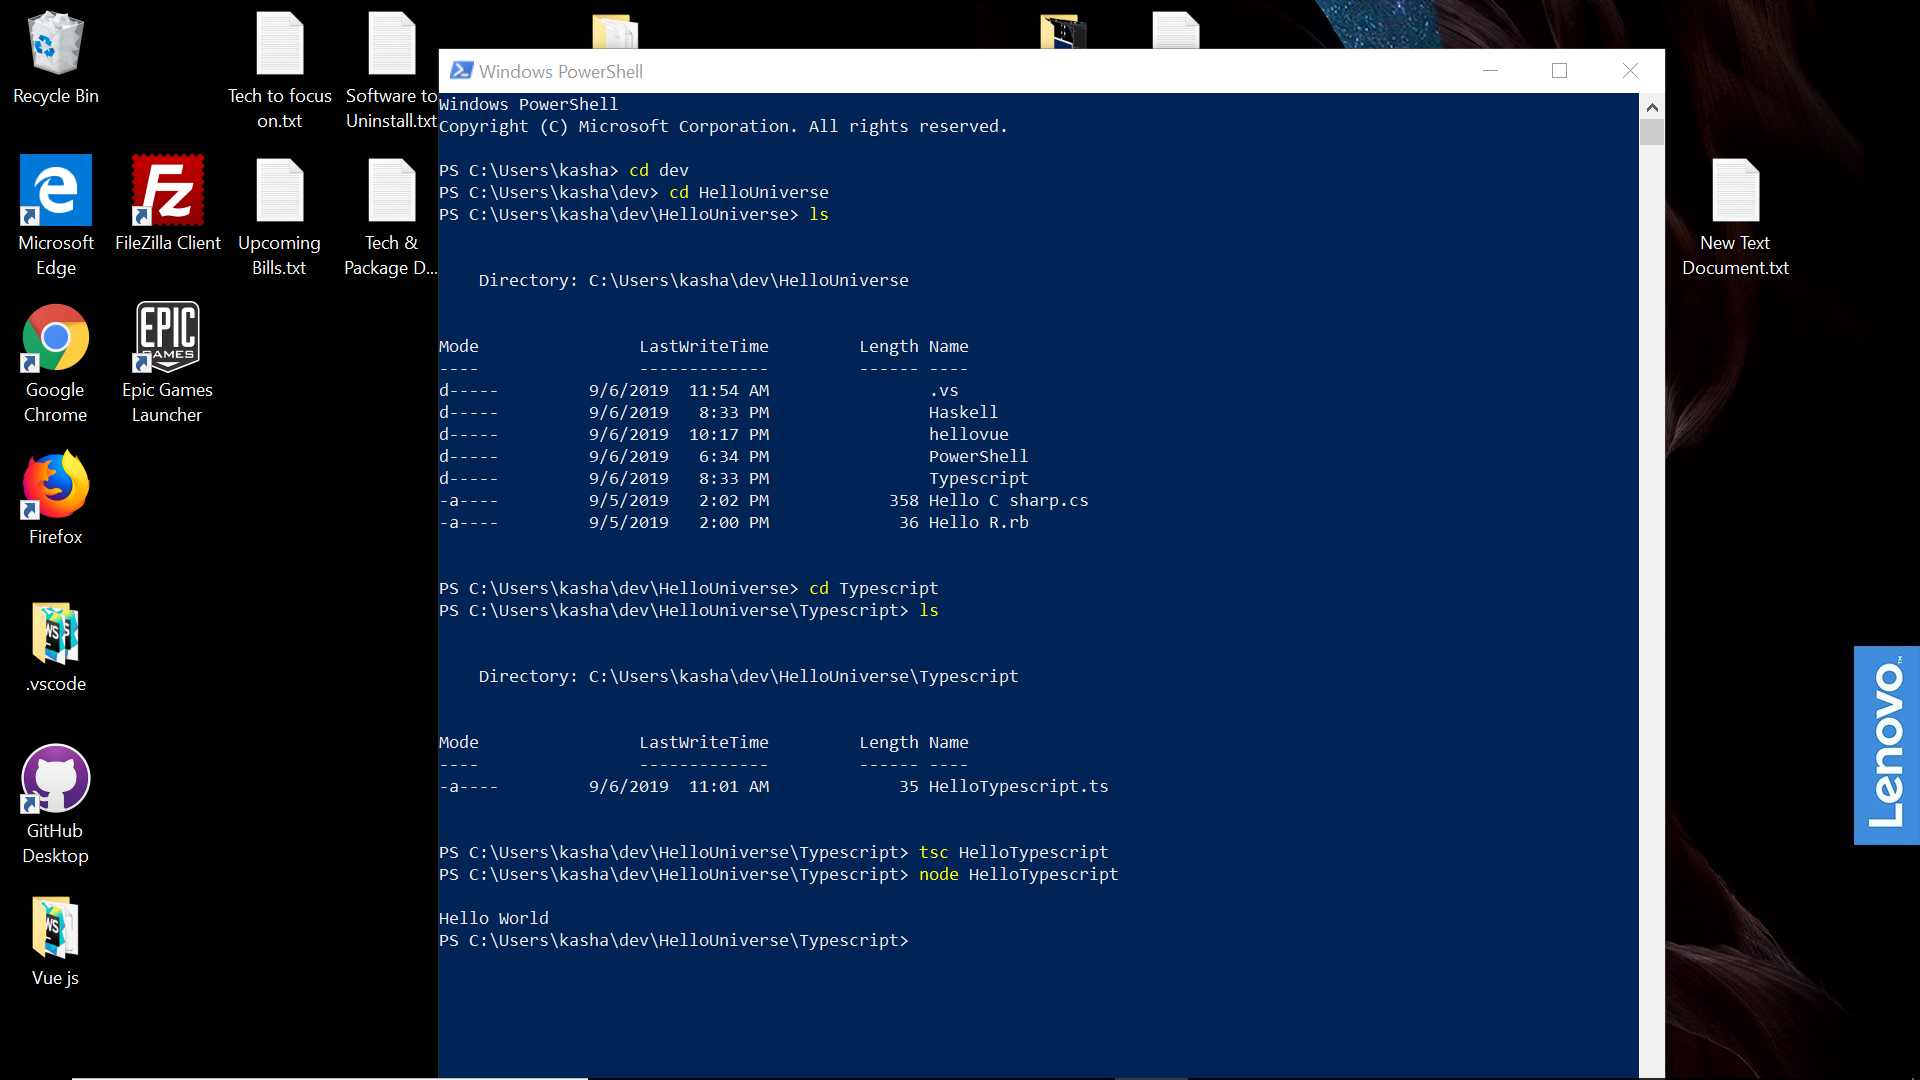 Recycle Bin
Tech to focus
on.txt
Software to
Uninstall.txt
Microsoft
Edge
FileZilla Client
Upcoming
Bills.txt
Tech &
Package D...
Google
Chrome
EPIC
GAMES
Epic Games
Launcher
Firefox
.vscode
GitHub
Desktop
Vue js
Windows PowerShell
Windows PowerShell
Copyright (C) Microsoft Corporation. All rights reserved.
PS C:\Users\kasha> cd dev
PS C:\Users\kasha\dev> cd HelloUniverse
PS C:\Users\kasha\dev\HelloUniverse> ls
Directory: C:\Users\kasha\dev\HelloUniverse
Mode LastWriteTime Length Name
---- ------------- ------ ----
d----- 9/6/2019 11:54 AM .vs
d----- 9/6/2019 8:33 PM Haskell
d----- 9/6/2019 10:17 PM hellovue
d----- 9/6/2019 6:34 PM PowerShell
d----- 9/6/2019 8:33 PM Typescript
-a---- 9/5/2019 2:02 PM 358 Hello C sharp.cs
-a---- 9/5/2019 2:00 PM 36 Hello R.rb
PS C:\Users\kasha\dev\HelloUniverse> cd Typescript
PS C:\Users\kasha\dev\HelloUniverse\Typescript> ls
Directory: C:\Users\kasha\dev\HelloUniverse\Typescript
Mode LastWriteTime Length Name
---- ------------- ------ ----
-a---- 9/6/2019 11:01 AM 35 HelloTypescript.ts
PS C:\Users\kasha\dev\HelloUniverse\Typescript> tsc HelloTypescript
PS C:\Users\kasha\dev\HelloUniverse\Typescript> node HelloTypescript
Hello World
PS C:\Users\kasha\dev\HelloUniverse\Typescript>
New Text
Document.txt
Lenovo™